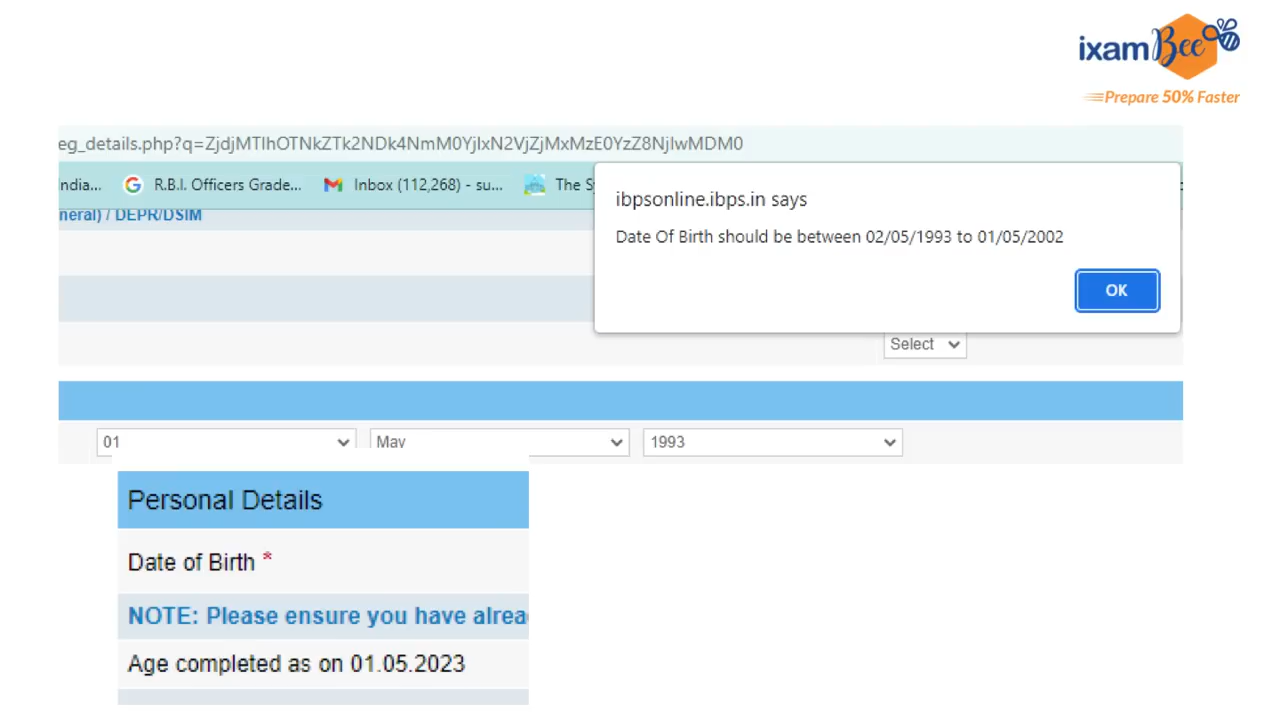 ixamBee
Prepare 50% Faster
eg_details.php?q=ZjdjMTIhOTNkZTk2NDk4NmM0YjIxN2VjZjMxMzE0YzZ8NjIwMDM0
ndia... R.B.I. Officers Grade... Inbox (112,268) - su... The S
neral) / DEPR/DSIM
ibpsonline.ibps.in says
Date Of Birth should be between 02/05/1993 to 01/05/2002
OK
Select
01 May 1993
Personal Details
Date of Birth *
NOTE: Please ensure you have alrea
Age completed as on 01.05.2023